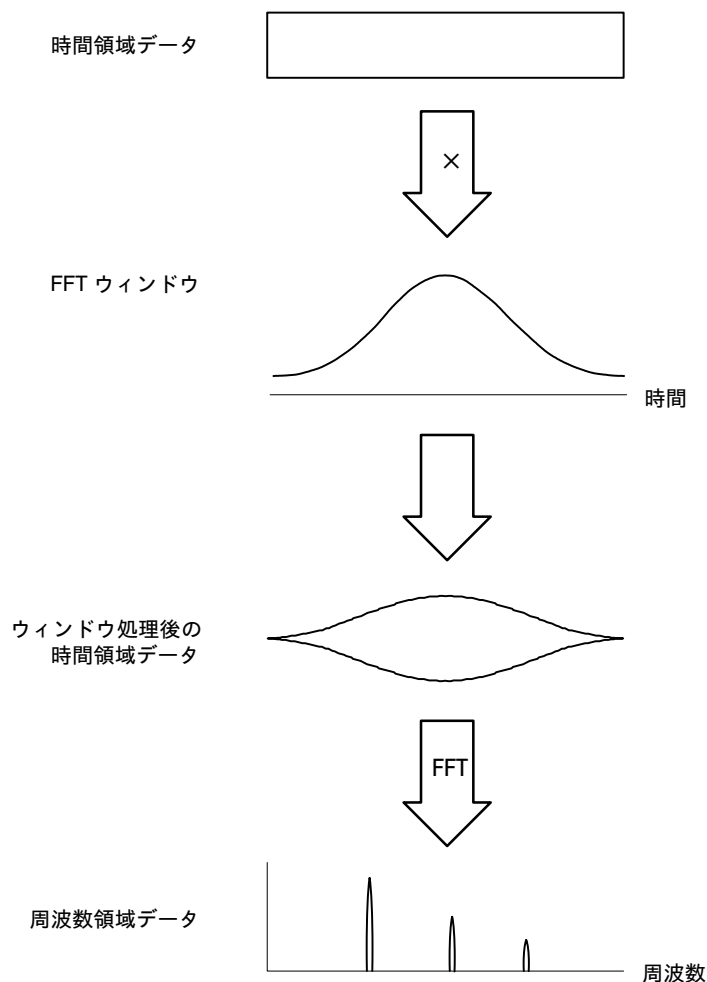 時間領域データ
×
FFT ウィンドウ
時間
ウィンドウ処理後の
時間領域データ
FFT
周波数領域データ
周波数